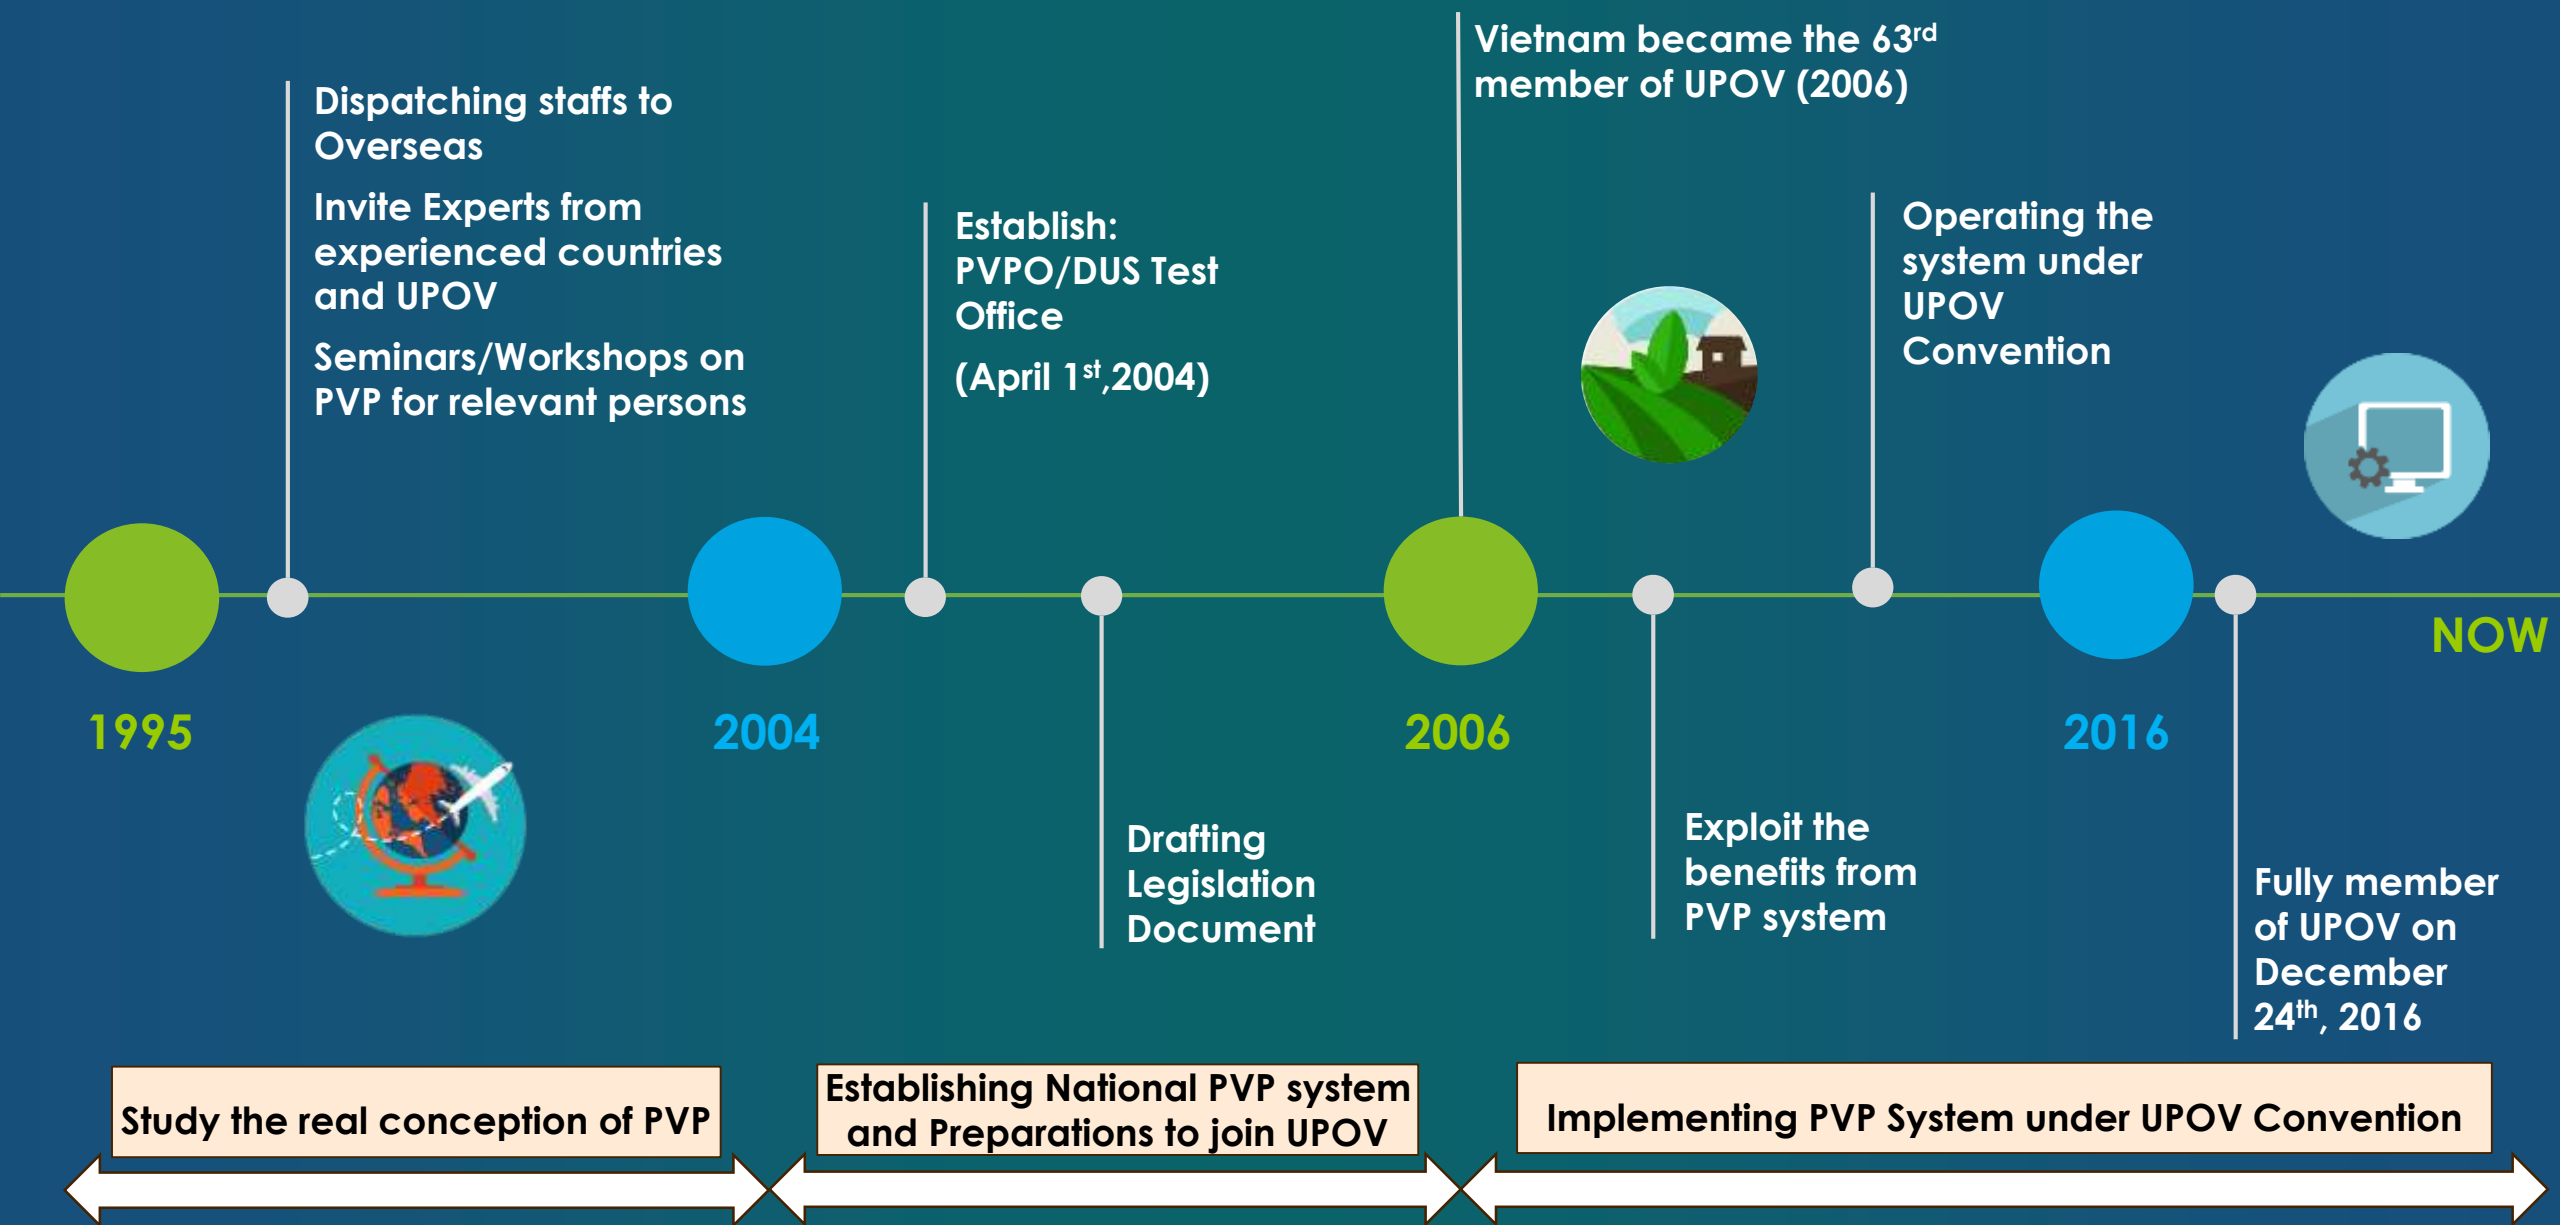 Dispatching staffs to
Overseas
Invite Experts from
experienced countries
and UPOV
Seminars/Workshops on
PVP for relevant persons
Establish:
PVPO/DUS Test
Office
(April 1st,2004)
Vietnam became the 63rd
member of UPOV (2006)
Operating the
system under
UPOV
Convention
NOW
1995
2004
2006
2016
Drafting
Legislation
Document
Exploit the
benefits from
PVP system
Fully member
of UPOV on
December
24th, 2016
Study the real conception of PVP
Establishing National PVP system
and Preparations to join UPOV
Implementing PVP System under UPOV Convention